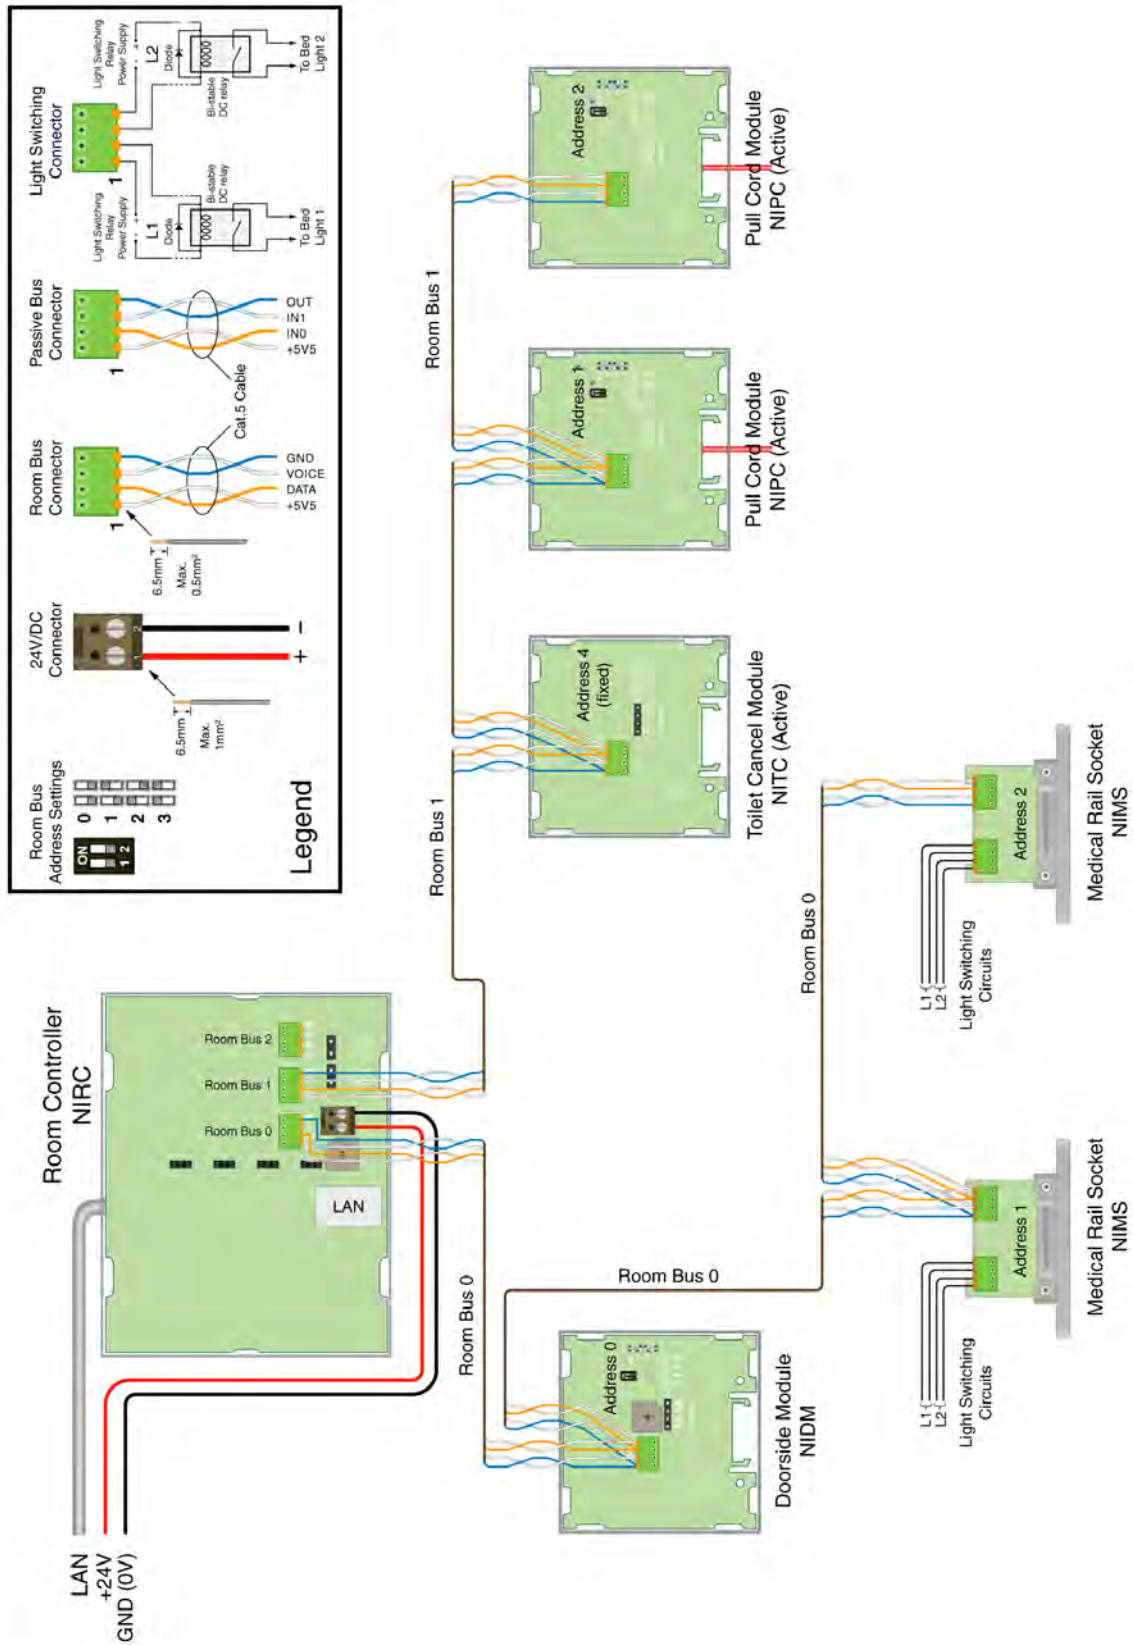 Legend
Room Bus
Address Settings
ON
1 2
0
1
2
3
24V/DC
Connector
1 2
6.5mm
Max.
1mm²
+
−
Room Bus
Connector
1
6.5mm
Max.
0.5mm²
GND
VOICE
DATA
+5V5
Cat.5 Cable
Passive Bus
Connector
1
OUT
IN1
IN0
+5V5
Light Switching
Connector
1
Light Switching
Relay
Power Supply
L1
Diode
Bi-stable
DC relay
To Bed
Light 1
Light Switching
Relay
Power Supply
L2
Diode
Bi-stable
DC relay
To Bed
Light 2
Room Controller
NIRC
Room Bus 0
Room Bus 1
Room Bus 2
LAN
LAN
+24V
GND (0V)
Room Bus 0
Room Bus 1
Room Bus 1
Address 4
(fixed)
Toilet Cancel Module
NITC (Active)
Address 1
Pull Cord Module
NIPC (Active)
Address 2
Pull Cord Module
NIPC (Active)
Address 0
Doorside Module
NIDM
Room Bus 0
Room Bus 0
L1
L2
Light Switching
Circuits
Address 1
Medical Rail Socket
NIMS
L1
L2
Light Switching
Circuits
Address 2
Medical Rail Socket
NIMS